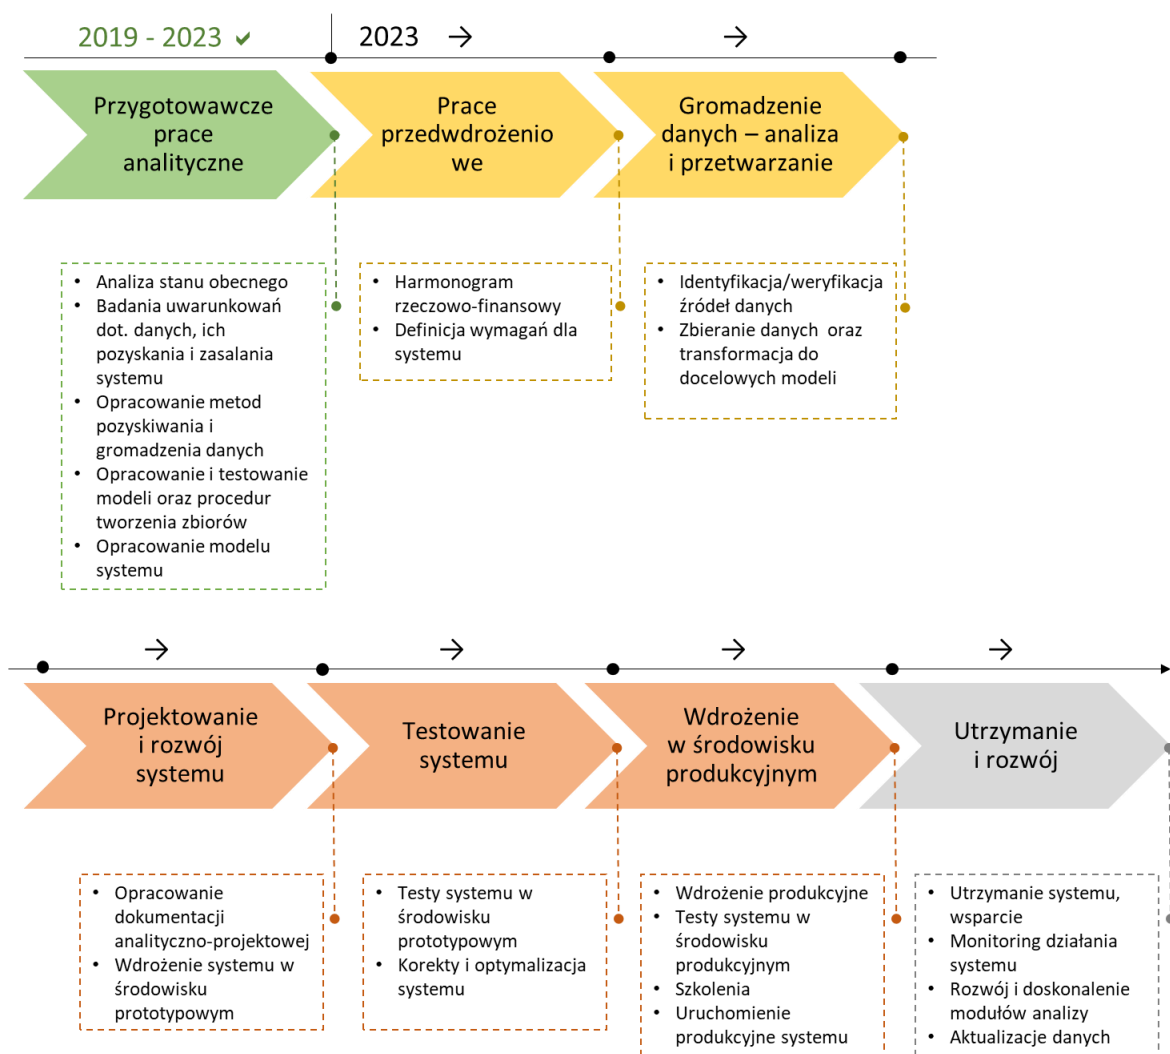 2019 - 2023
2023
Przygotowawcze
prace
analityczne
Prace
przedwdrożenio
we
Gromadzenie
danych – analiza
i przetwarzanie
• Analiza stanu obecnego
• Badania uwarunkowań
dot. danych, ich
pozyskania i zasalania
systemu
• Opracowanie metod
pozyskiwania i
gromadzenia danych
• Opracowanie i testowanie
modeli oraz procedur
tworzenia zbiorów
• Opracowanie modelu
systemu
• Harmonogram
rzeczowo-finansowy
• Definicja wymagań dla
systemu
• Identyfikacja/weryfikacja
źródeł danych
• Zbieranie danych oraz
transformacja do
docelowych modeli
Projektowanie
i rozwój
systemu
Testowanie
systemu
Wdrożenie
w środowisku
produkcyjnym
Utrzymanie
i rozwój
• Opracowanie
dokumentacji
analityczno-projektowej
• Wdrożenie systemu w
środowisku
prototypowym
• Testy systemu w
środowisku
prototypowym
• Korekty i optymalizacja
systemu
• Wdrożenie produkcyjne
• Testy systemu w
środowisku
produkcyjnym
• Szkolenia
• Uruchomienie
produkcyjne systemu
• Utrzymanie systemu,
wsparcie
• Monitoring działania
systemu
• Rozwój i doskonalenie
modułów analizy
• Aktualizacje danych